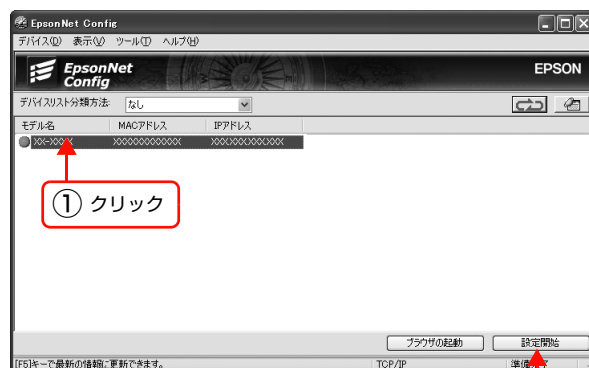 EpsonNet Config
デバイス(D) 表示(V) ツール(T) ヘルプ(H)
EpsonNet
Config
EPSON
デバイスリスト分類方法: なし
モデル名 MACアドレス IPアドレス
XXXXXXXXXXXX XXX.XXX.XXX.XXX
① クリック
ブラウザの起動 設定開始
[F5]キーで最新の情報に更新できます。 TCP/IP